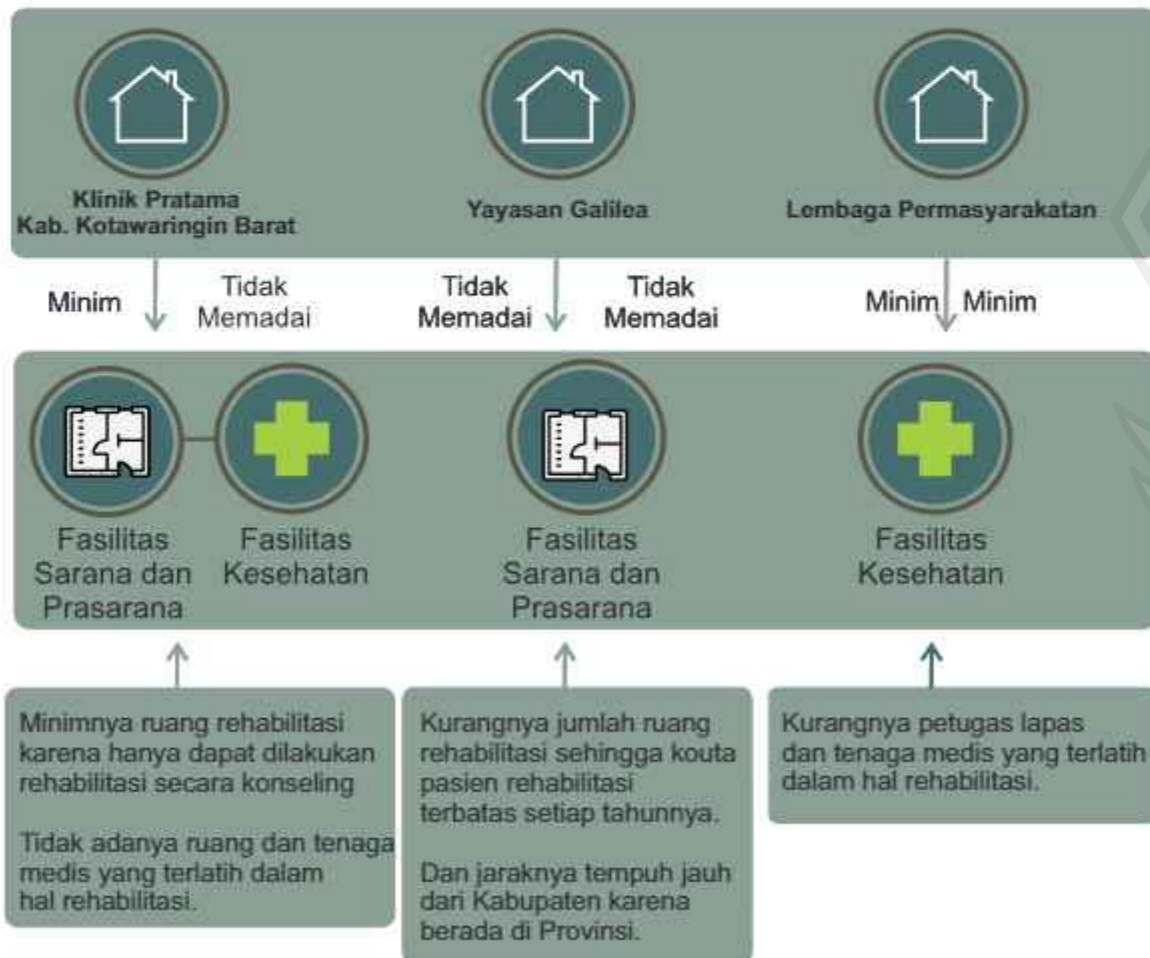 Klinik Pratama
Kab. Kotawaringin Barat
Yayasan Galilea
Lembaga Permasyarakatan
Minim
Tidak
Memadai
Tidak
Memadai
Tidak
Memadai
Minim
Minim
Fasilitas
Sarana dan
Prasarana
Fasilitas
Kesehatan
Fasilitas
Sarana dan
Prasarana
Fasilitas
Kesehatan
Minimnya ruang rehabilitasi
karena hanya dapat dilakukan
rehabilitasi secara konseling
Tidak adanya ruang dan tenaga
medis yang terlatih dalam
hal rehabilitasi.
Kurangnya jumlah ruang
rehabilitasi sehingga kouta
pasien rehabilitasi
terbatas setiap tahunnya.
Dan jaraknya tempuh jauh
dari Kabupaten karena
berada di Provinsi.
Kurangnya petugas lapas
dan tenaga medis yang terlatih
dalam hal rehabilitasi.